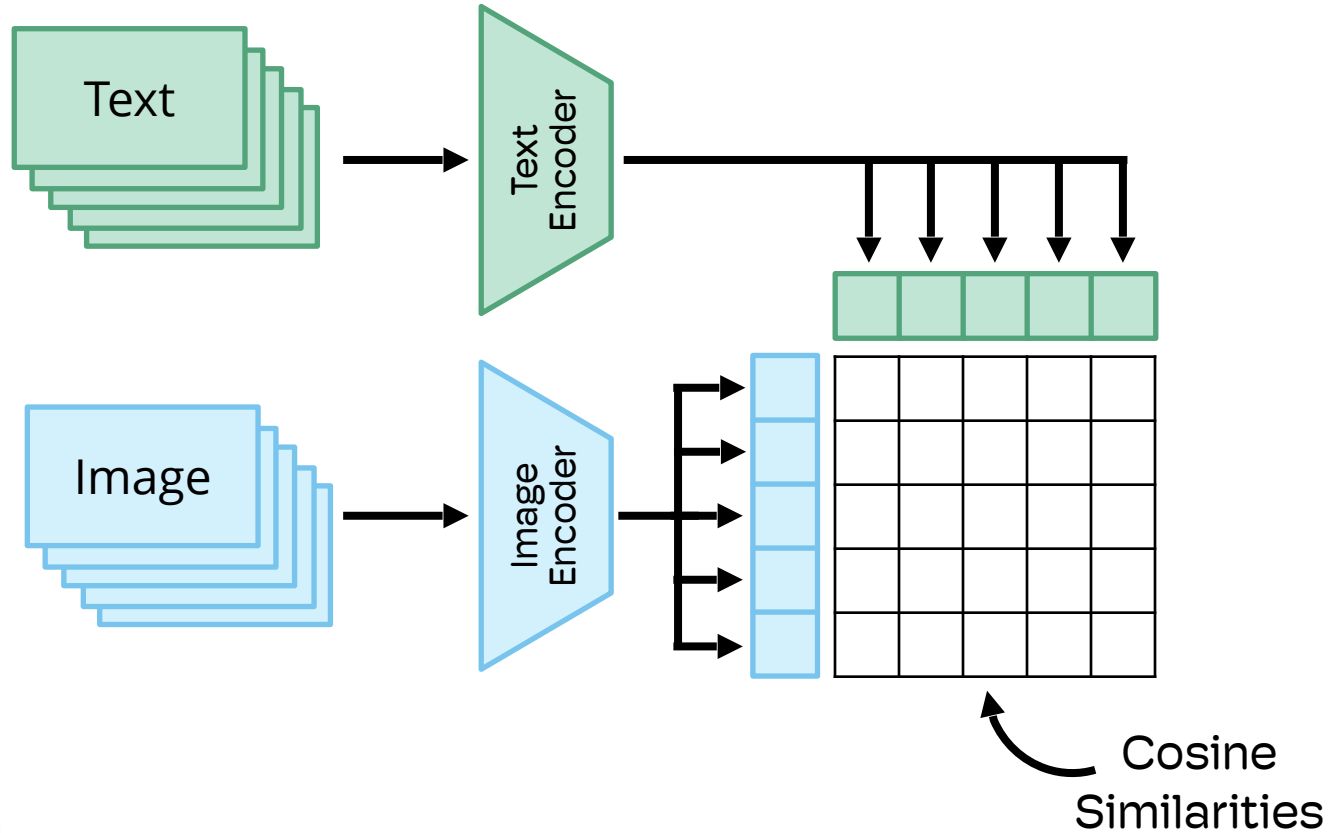 Text
Text
Encoder
Image
Image
Encoder
Cosine
Similarities